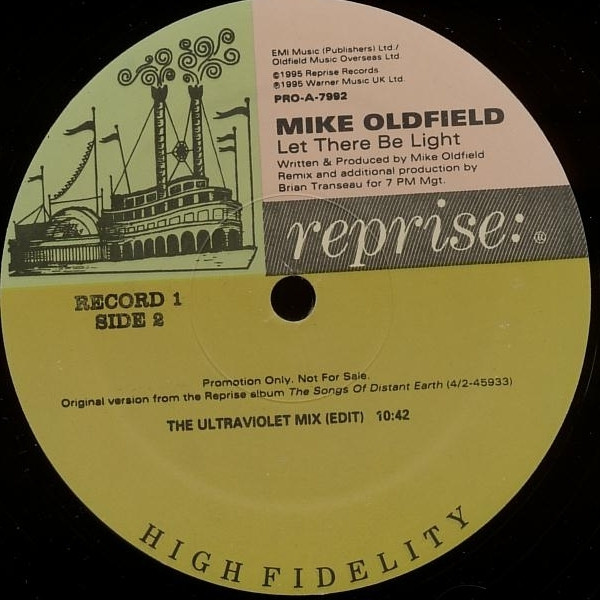 EMI Music (Publishers) Ltd./
Oldfield Music Overseas Ltd.
©1995 Reprise Records
℗1995 Warner Music UK Ltd.
PRO-A-7992
MIKE OLDFIELD
Let There Be Light
Written & Produced by Mike Oldfield
Remix and additional production by
Brian Transeau for 7 PM Mgt.
reprise: ®
RECORD 1
SIDE 2
Promotion Only. Not For Sale.
Original version from the Reprise album The Songs Of Distant Earth (4/2-45933)
THE ULTRAVIOLET MIX (EDIT) 10:42
HIGH FIDELITY